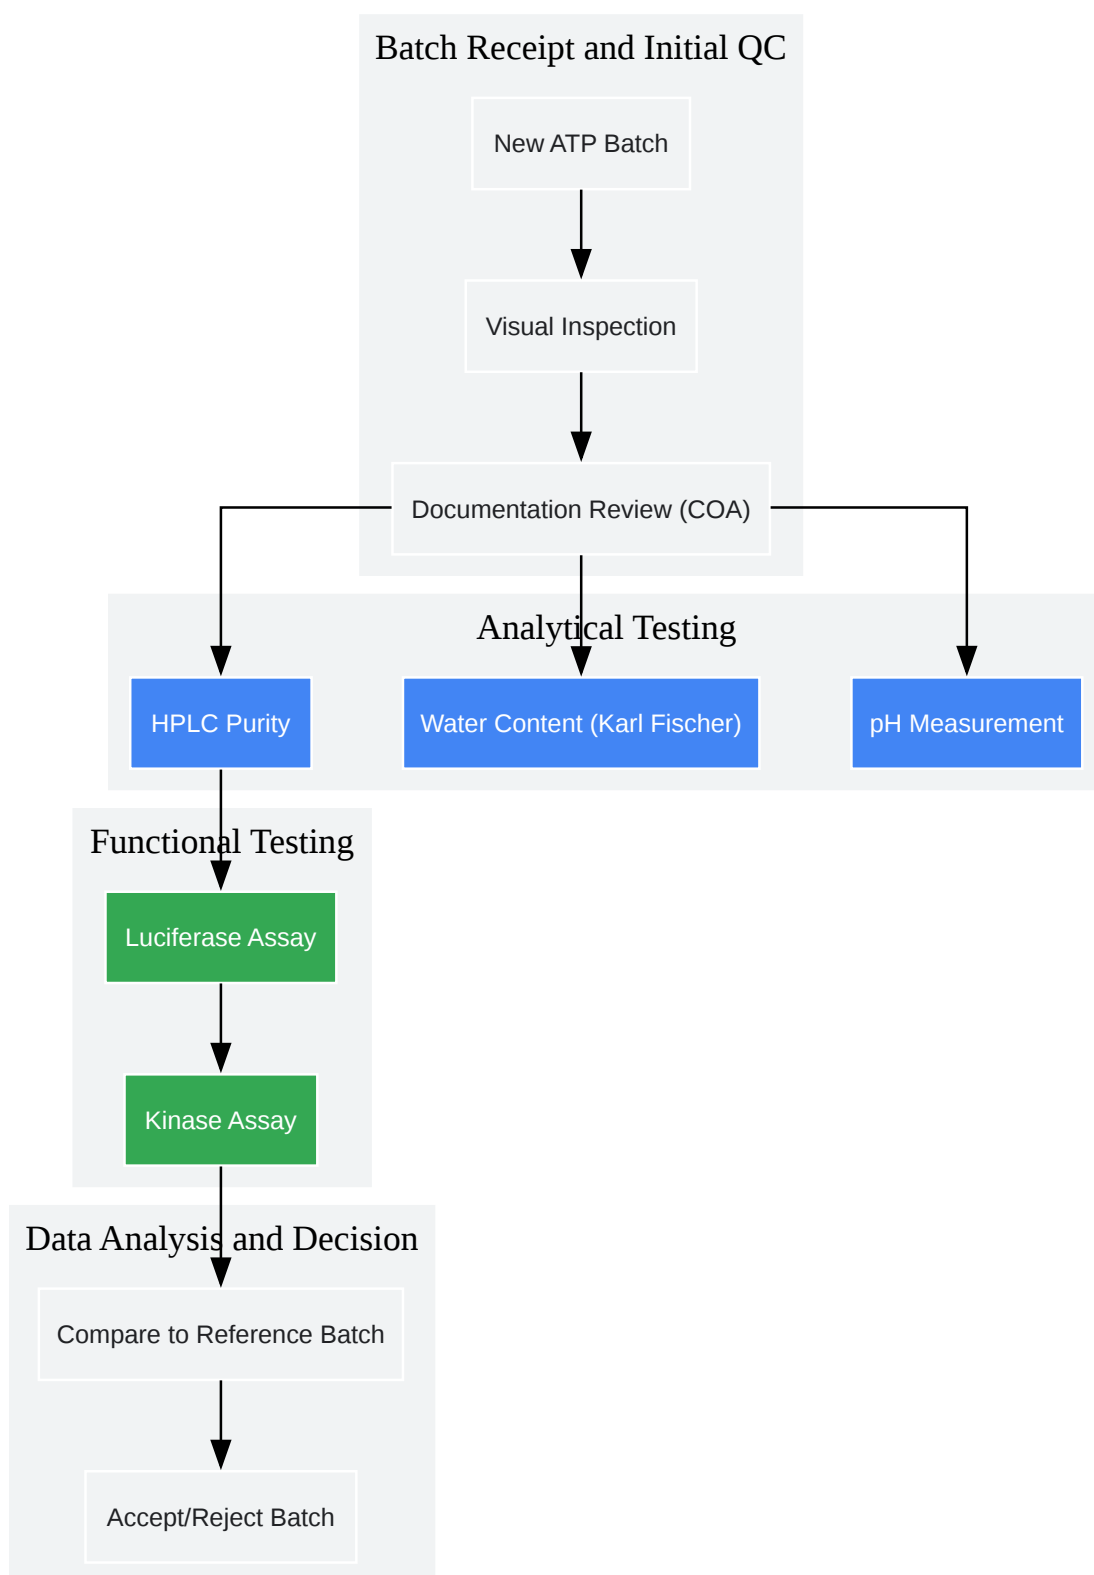 Batch Receipt and Initial QC
New ATP Batch
Visual Inspection
Documentation Review (COA)
Analytical Testing
HPLC Purity
Water Content (Karl Fischer)
pH Measurement
Functional Testing
Luciferase Assay
Kinase Assay
Data Analysis and Decision
Compare to Reference Batch
Accept/Reject Batch